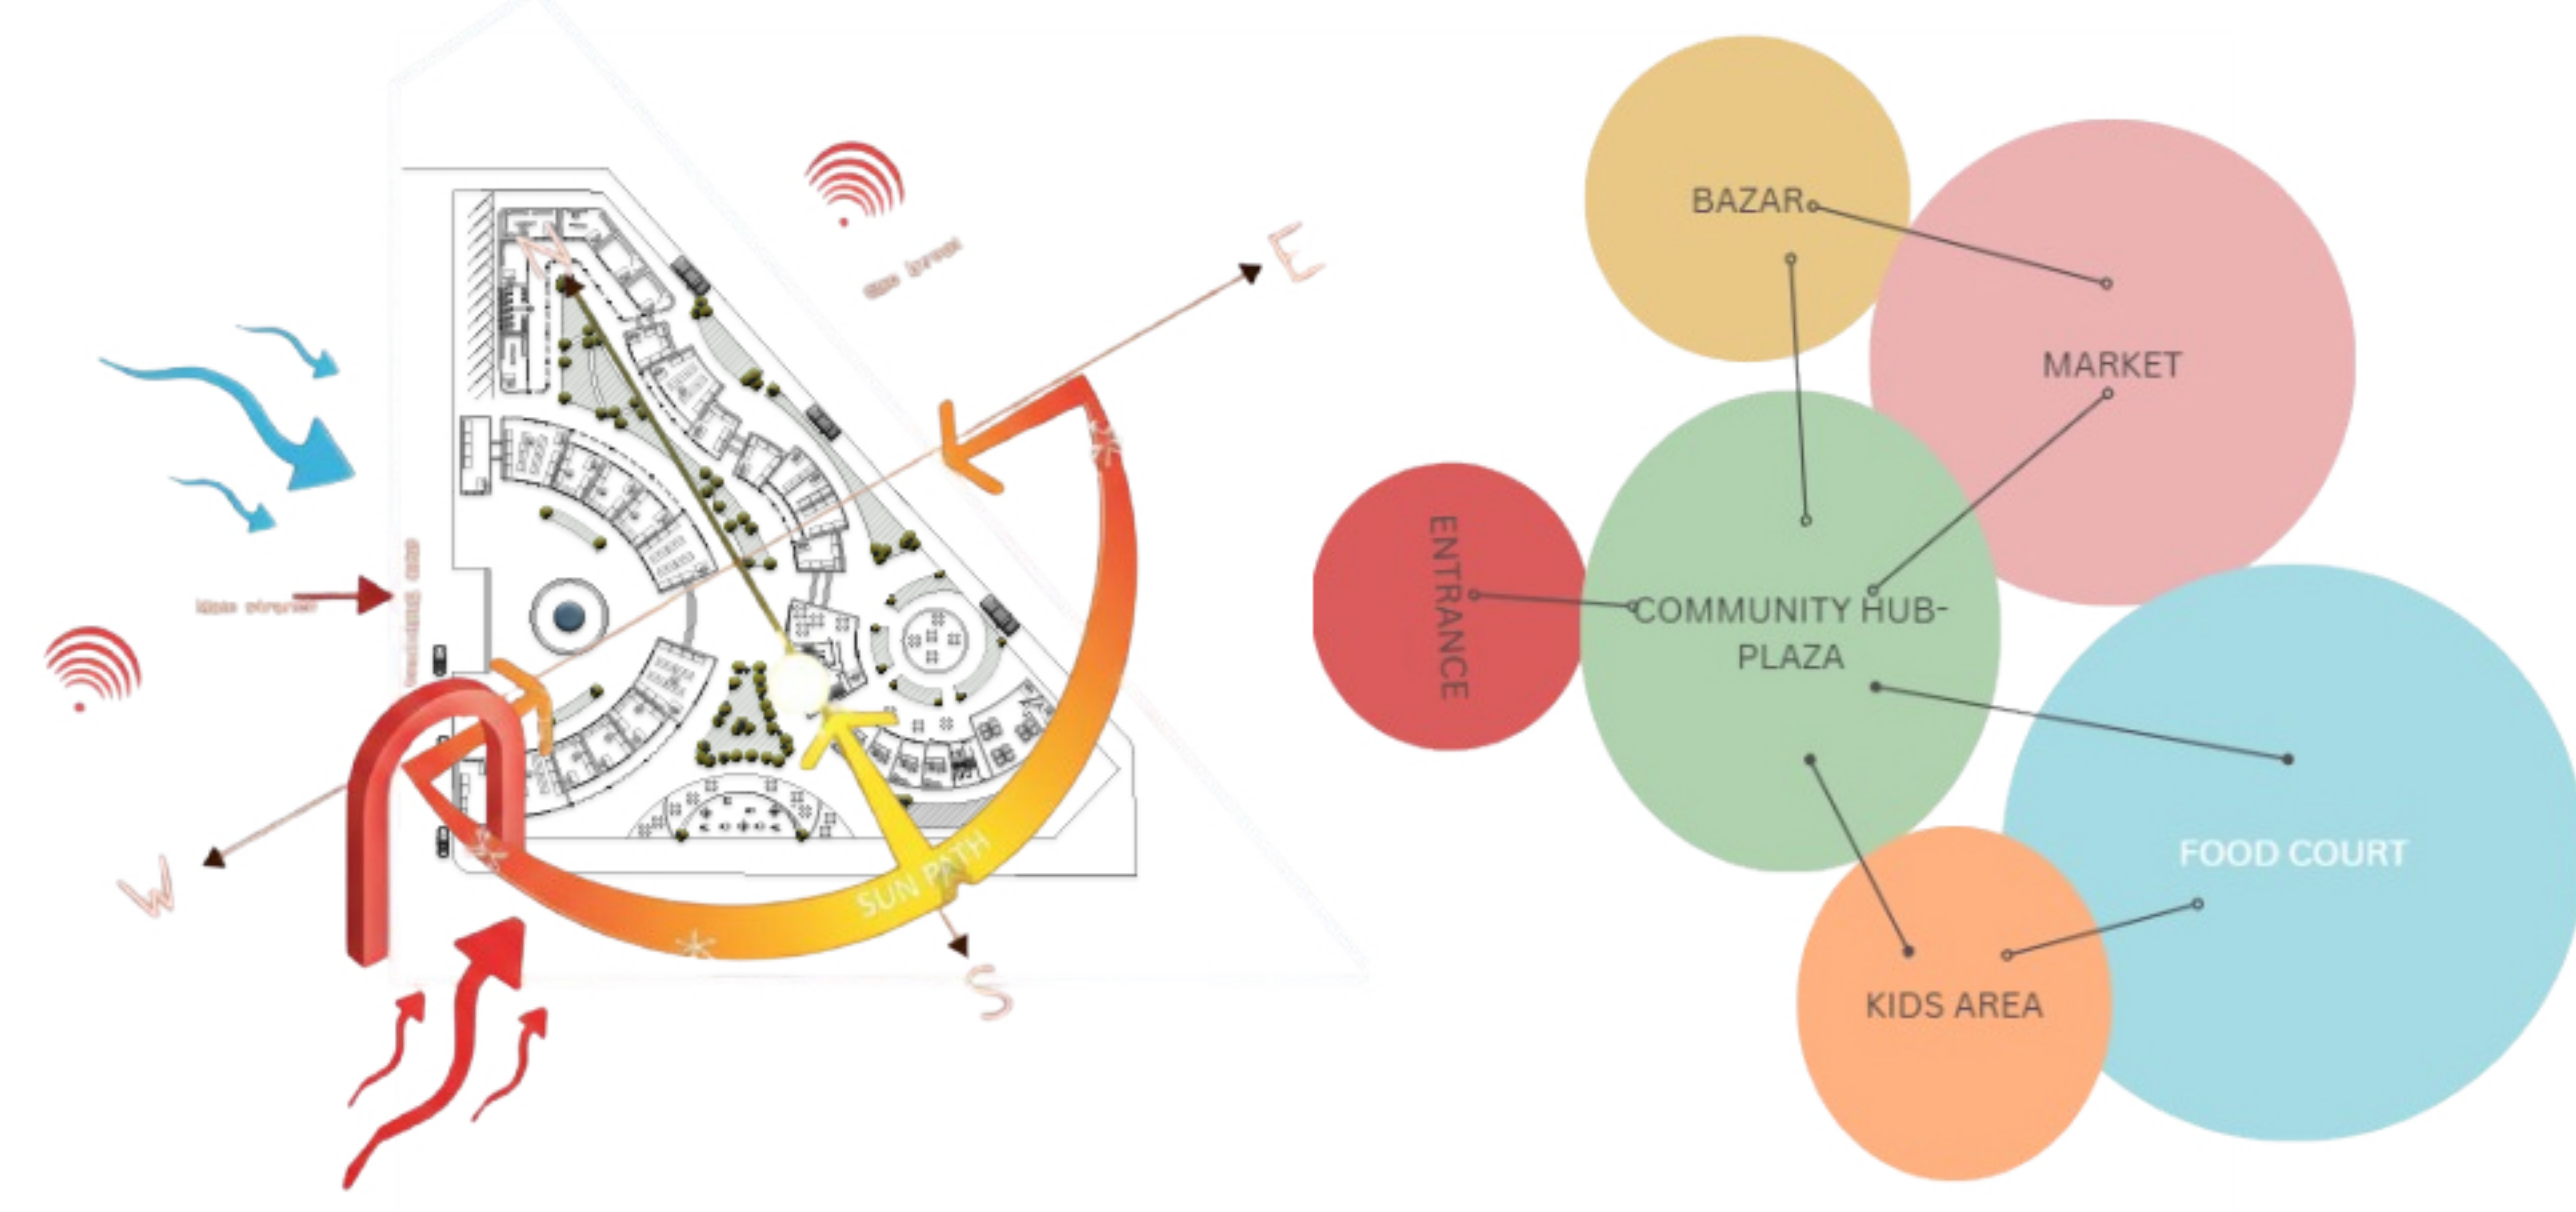 N
E
W
S
SUN PATH
BAZAR
MARKET
ENTRANCE
COMMUNITY HUB-
PLAZA
FOOD COURT
KIDS AREA